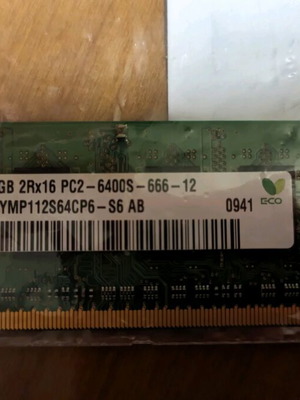 GB 2Rx16 PC2-6400S-666-12
YMP112S64CP6-S6 AB 0941
ECO